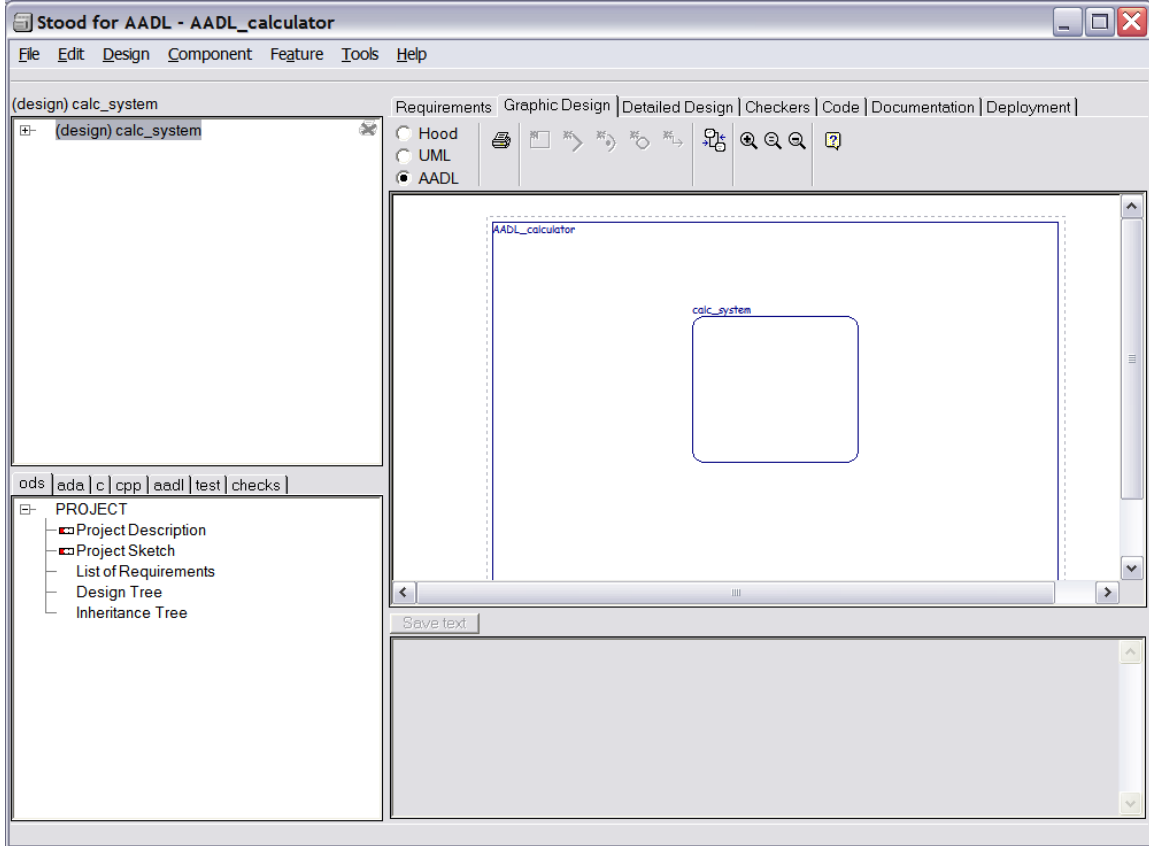 Stood for AADL - AADL_calculator
File Edit Design Component Feature Tools Help
(design) calc_system
Requirements Graphic Design Detailed Design Checkers Code Documentation Deployment
(design) calc_system
Hood
UML
AADL
AADL_calculator
calc_system
ods ada c cpp aadl test checks
PROJECT
Project Description
Project Sketch
List of Requirements
Design Tree
Inheritance Tree
Save text